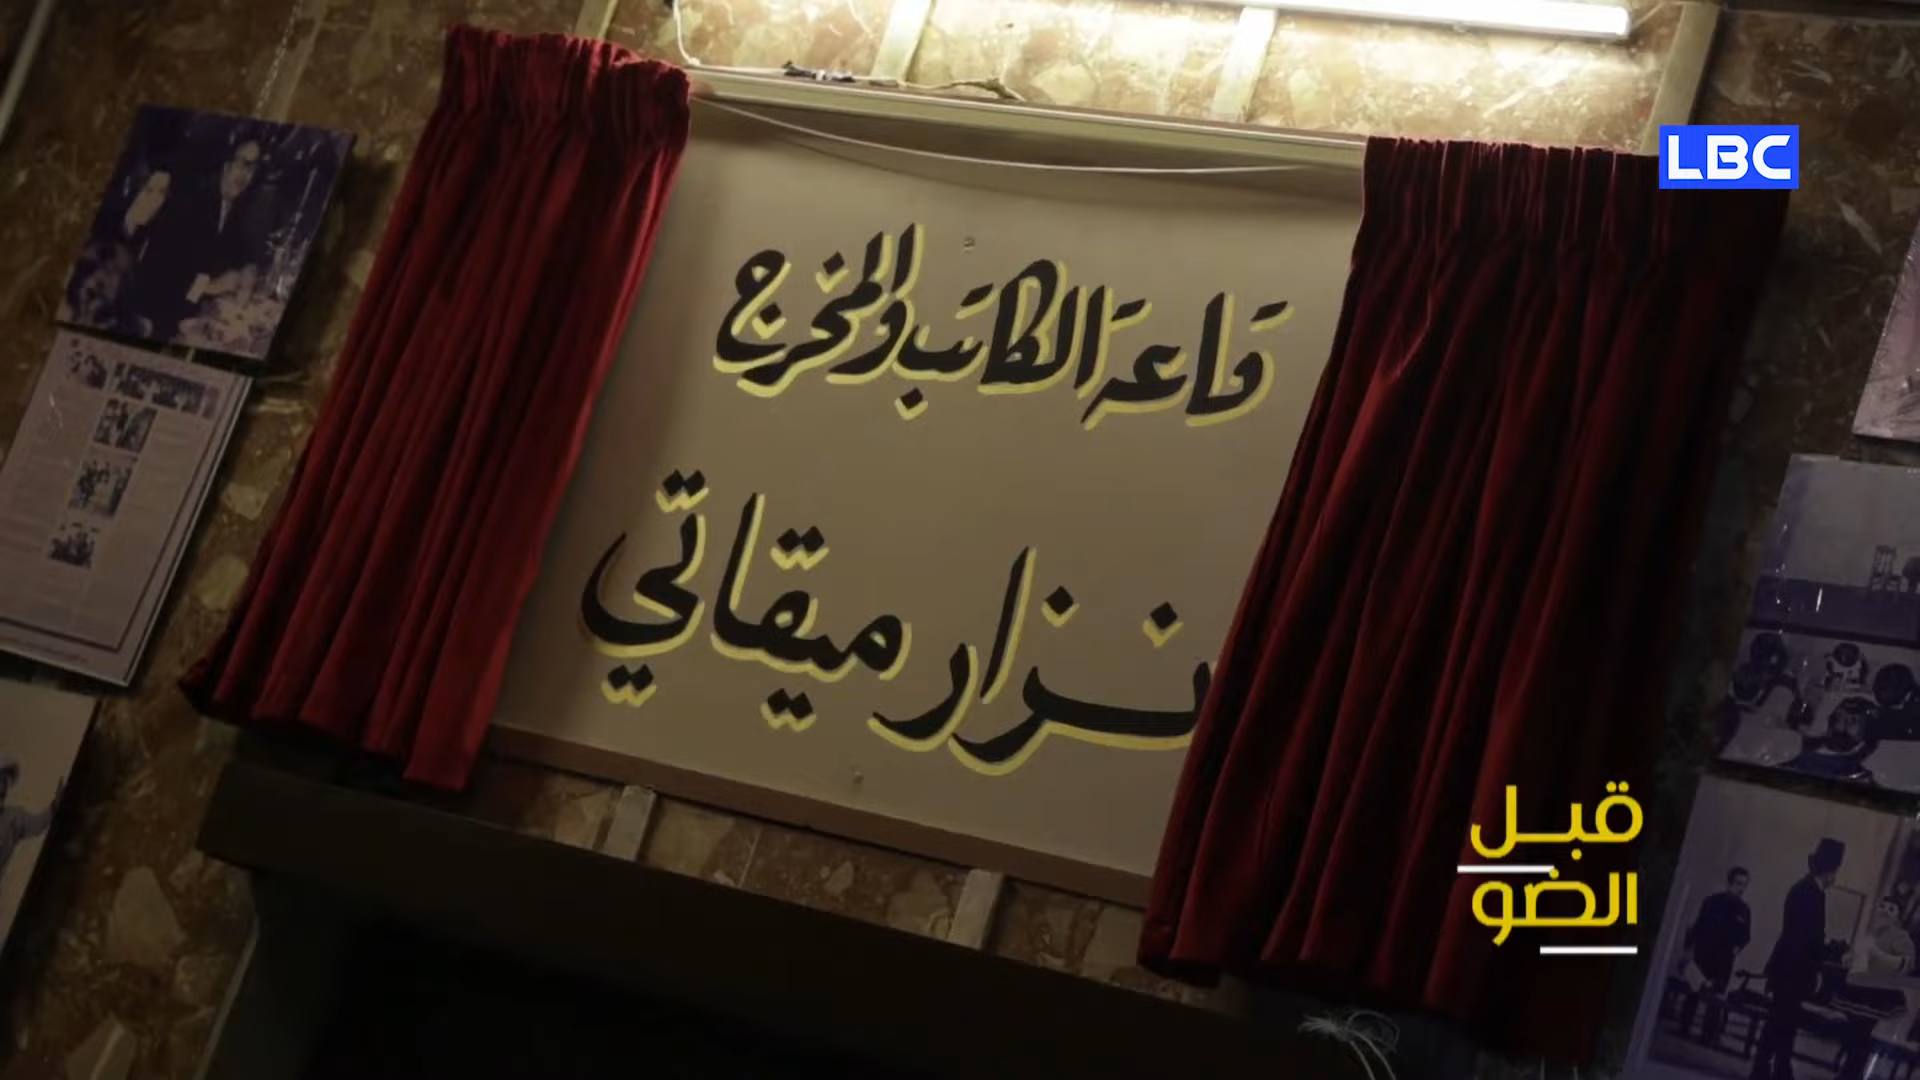 LBC
قاعة الكاتب والمخرج
نزار ميقاتي
قبل
الضو